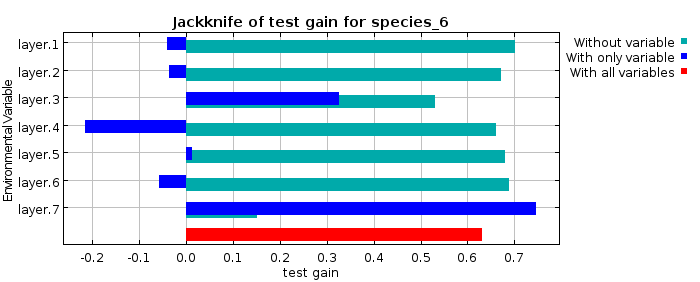 Jackknife of test gain for species_6
Environmental Variable
layer.1
layer.2
layer.3
layer.4
layer.5
layer.6
layer.7
-0.2 -0.1 0.0 0.1 0.2 0.3 0.4 0.5 0.6 0.7
test gain
Without variable
With only variable
With all variables